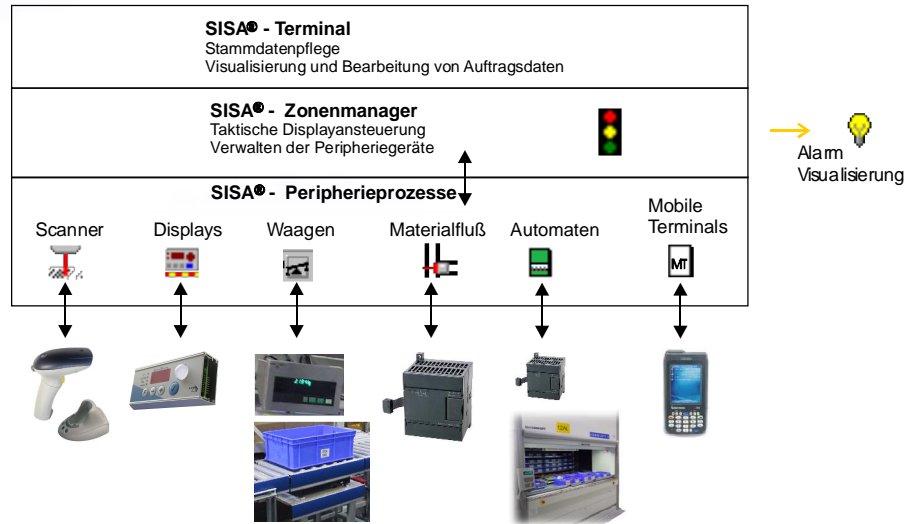 SISA® - Terminal
Stammdatenpflege
Visualisierung und Bearbeitung von Auftragsdaten
SISA® - Zonenmanager
Taktische Displayansteuerung
Verwalten der Peripheriegeräte
Alarm
Visualisierung
SISA® - Peripherieprozesse
Scanner
Displays
Waagen
Materialfluß
Automaten
Mobile
Terminals
MT